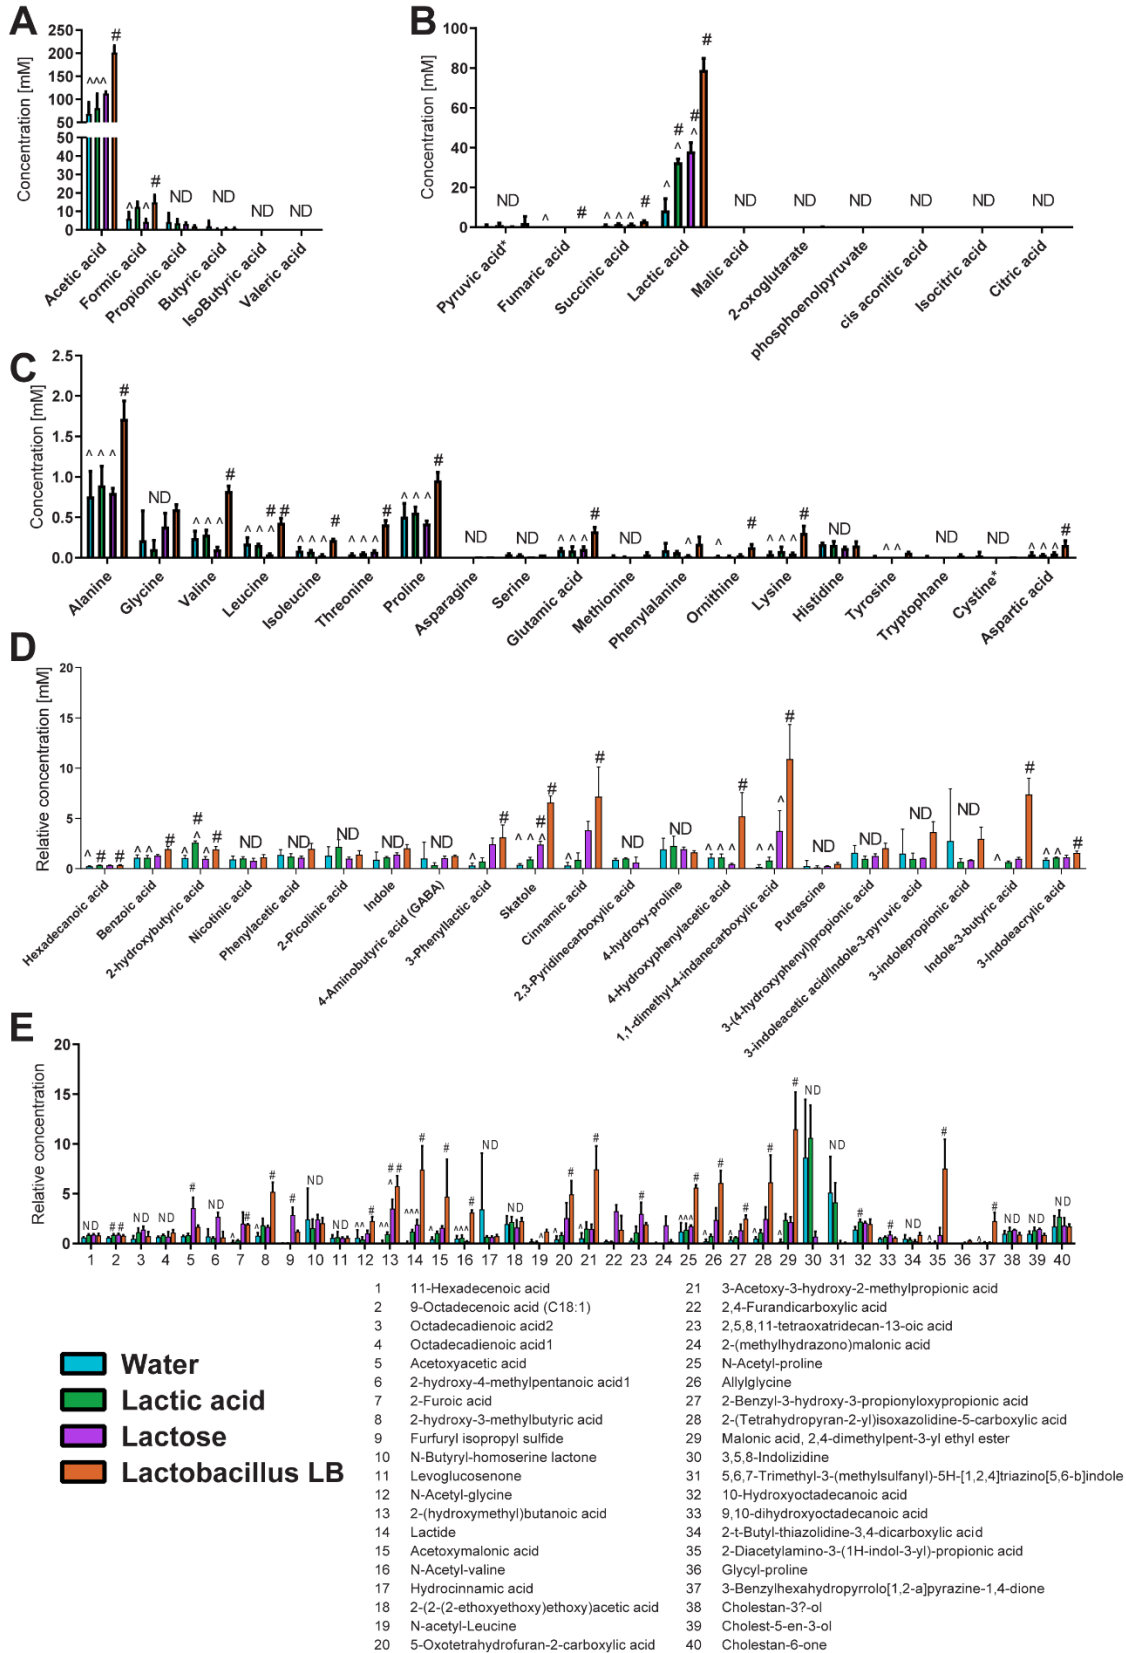 A
Concentration [mM]
250
200
150
100
50
50
40
30
20
10
0
^^^
#
^
^
#
ND
ND
ND
ND
Acetic acid
Formic acid
Propionic acid
Butyric acid
IsoButyric acid
Valeric acid
B
Concentration [mM]
100
80
60
40
20
0
ND
^
#
^ ^ ^
#
^
#
^
#
^
#
ND
ND
ND
ND
ND
ND
Pyruvic acid*
Fumaric acid
Succinic acid
Lactic acid
Malic acid
2-oxoglutarate
phosphoenolpyruvate
cis aconitic acid
Isocitric acid
Citric acid
C
Concentration [mM]
2.5
2.0
1.5
1.0
0.5
0.0
^ ^ ^
#
ND
^ ^ ^
#
^ ^ ^
# #
^ ^ ^
#
^ ^ ^
#
^ ^ ^
#
ND
ND
^ ^ ^
#
ND
^
^ ^
#
^ ^ ^
#
ND
^ ^
ND
ND
^ ^ ^
#
Alanine
Glycine
Valine
Leucine
Isoleucine
Threonine
Proline
Asparagine
Serine
Glutamic acid
Methionine
Phenylalanine
Ornithine
Lysine
Histidine
Tyrosine
Tryptophane
Cystine*
Aspartic acid
D
Relative concentration [mM]
20
15
10
5
0
^ # #
^ ^ #
^ # ^ ^ #
ND
ND
ND
ND
ND
^ #
^ ^ # ^ #
^ #
ND
ND
^ ^ ^ #
^ ^ ^ #
ND
ND
ND
ND
^ #
^ ^ #
Hexadecanoic acid
Benzoic acid
2-hydroxybutyric acid
Nicotinic acid
Phenylacetic acid
2-Picolinic acid
Indole
4-Aminobutyric acid (GABA)
3-Phenyllactic acid
Skatole
Cinnamic acid
2,3-Pyridinecarboxylic acid
4-hydroxy-proline
4-Hydroxyphenylacetic acid
1,1-dimethyl-4-indanecarboxylic acid
Putrescine
3-(4-hydroxyphenyl)propionic acid
3-indoleacetic acid/Indole-3-pyruvic acid
3-indolepropionic acid
Indole-3-butyric acid
3-Indoleacrylic acid
E
Relative concentration
20
15
10
5
0
1 2 3 4 5 6 7 8 9 10 11 12 13 14 15 16 17 18 19 20 21 22 23 24 25 26 27 28 29 30 31 32 33 34 35 36 37 38 39 40
Water
Lactic acid
Lactose
Lactobacillus LB
1 11-Hexadecenoic acid
2 9-Octadecenoic acid (C18:1)
3 Octadecadienoic acid2
4 Octadecadienoic acid1
5 Acetoxyacetic acid
6 2-hydroxy-4-methylpentanoic acid1
7 2-Furoic acid
8 2-hydroxy-3-methylbutyric acid
9 Furfuryl isopropyl sulfide
10 N-Butyryl-homoserine lactone
11 Levoglucosenone
12 N-Acetyl-glycine
13 2-(hydroxymethyl)butanoic acid
14 Lactide
15 Acetoxymalonic acid
16 N-Acetyl-valine
17 Hydrocinnamic acid
18 2-(2-(2-ethoxyethoxy)ethoxy)acetic acid
19 N-acetyl-Leucine
20 5-Oxotetrahydrofuran-2-carboxylic acid
21 3-Acetoxy-3-hydroxy-2-methylpropionic acid
22 2,4-Furandicarboxylic acid
23 2,5,8,11-tetraoxatridecan-13-oic acid
24 2-(methylhydrazono)malonic acid
25 N-Acetyl-proline
26 Allylglycine
27 2-Benzyl-3-hydroxy-3-propionyloxypropionic acid
28 2-(Tetrahydropyran-2-yl)isoxazolidine-5-carboxylic acid
29 Malonic acid, 2,4-dimethylpent-3-yl ethyl ester
30 3,5,8-Indolizidine
31 5,6,7-Trimethyl-3-(methylsulfanyl)-5H-[1,2,4]triazino[5,6-b]indole
32 10-Hydroxyoctadecanoic acid
33 9,10-dihydroxyoctadecanoic acid
34 2-t-Butyl-thiazolidine-3,4-dicarboxylic acid
35 2-Diacetylamino-3-(1H-indol-3-yl)-propionic acid
36 Glycyl-proline
37 3-Benzylhexahydropyrrolo[1,2-a]pyrazine-1,4-dione
38 Cholestan-3?-ol
39 Cholest-5-en-3-ol
40 Cholestan-6-one